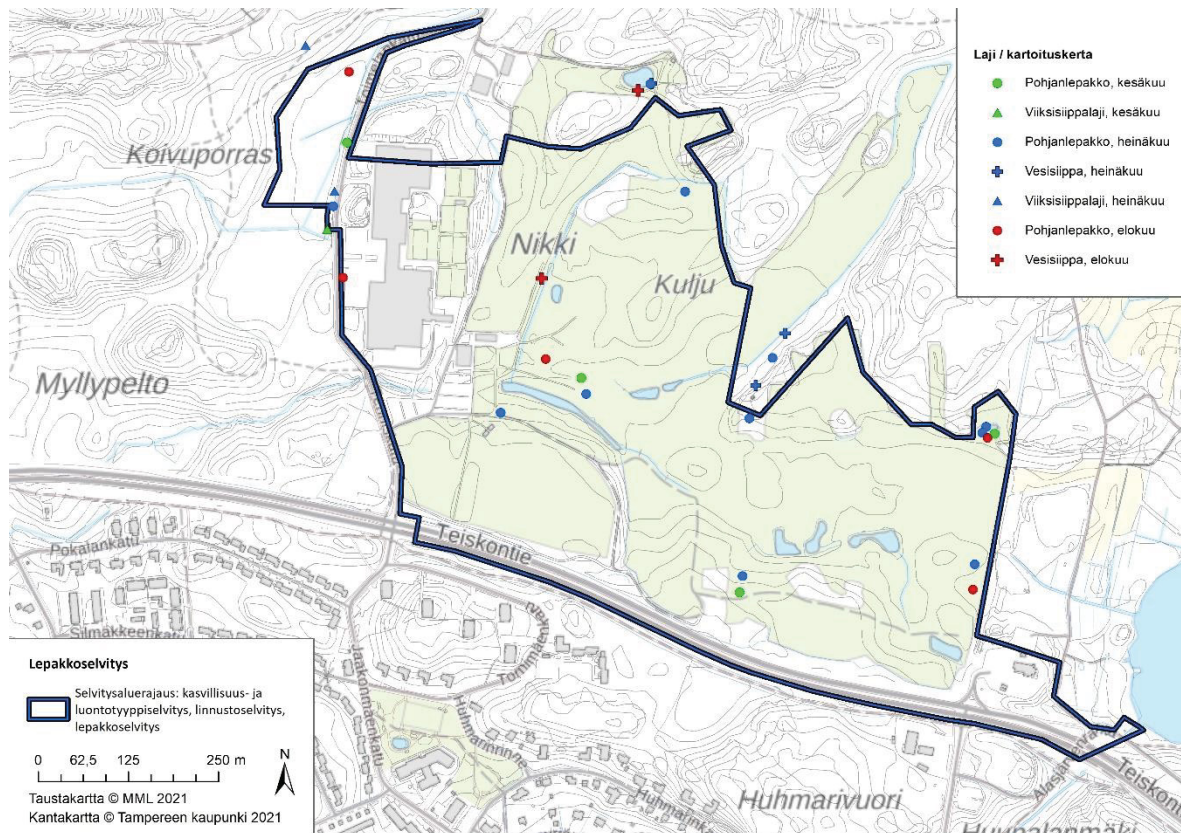 Laji / kartoituskerta
Pohjanlepakko, kesäkuu
Viiksisiippalaji, kesäkuu
Pohjanlepakko, heinäkuu
Vesisiippa, heinäkuu
Viiksisiippalaji, heinäkuu
Pohjanlepakko, elokuu
Vesisiippa, elokuu
Koivuporras
Nikki
Kulju
Myllypelto
Teiskontie
Pokalankatu
Silmäkkeenkatu
Jaakonmäenkatu
Huhmarinrinne
Huhmarivuori
Teiskontie
Lepakkoselvitys
Selvitysaluerajaus: kasvillisuus- ja
luontotyyppiselvitys, linnustoselvitys,
lepakkoselvitys
0 62,5 125 250 m
N
Taustakartta © MML 2021
Kantakartta © Tampereen kaupunki 2021